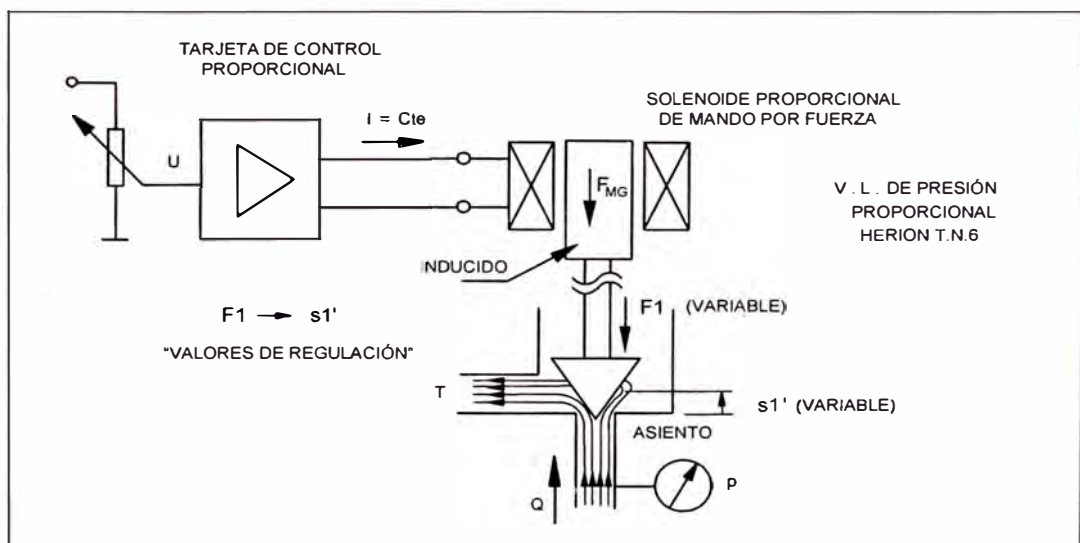 TARJETA DE CONTROL
PROPORCIONAL
I = Cte
U
SOLENOIDE PROPORCIONAL
DE MANDO POR FUERZA
FMG
V . L . DE PRESIÓN
PROPORCIONAL
HERION T.N.6
INDUCIDO
F1 (VARIABLE)
F1 → s1'
"VALORES DE REGULACIÓN"
T
s1' (VARIABLE)
ASIENTO
Q
P